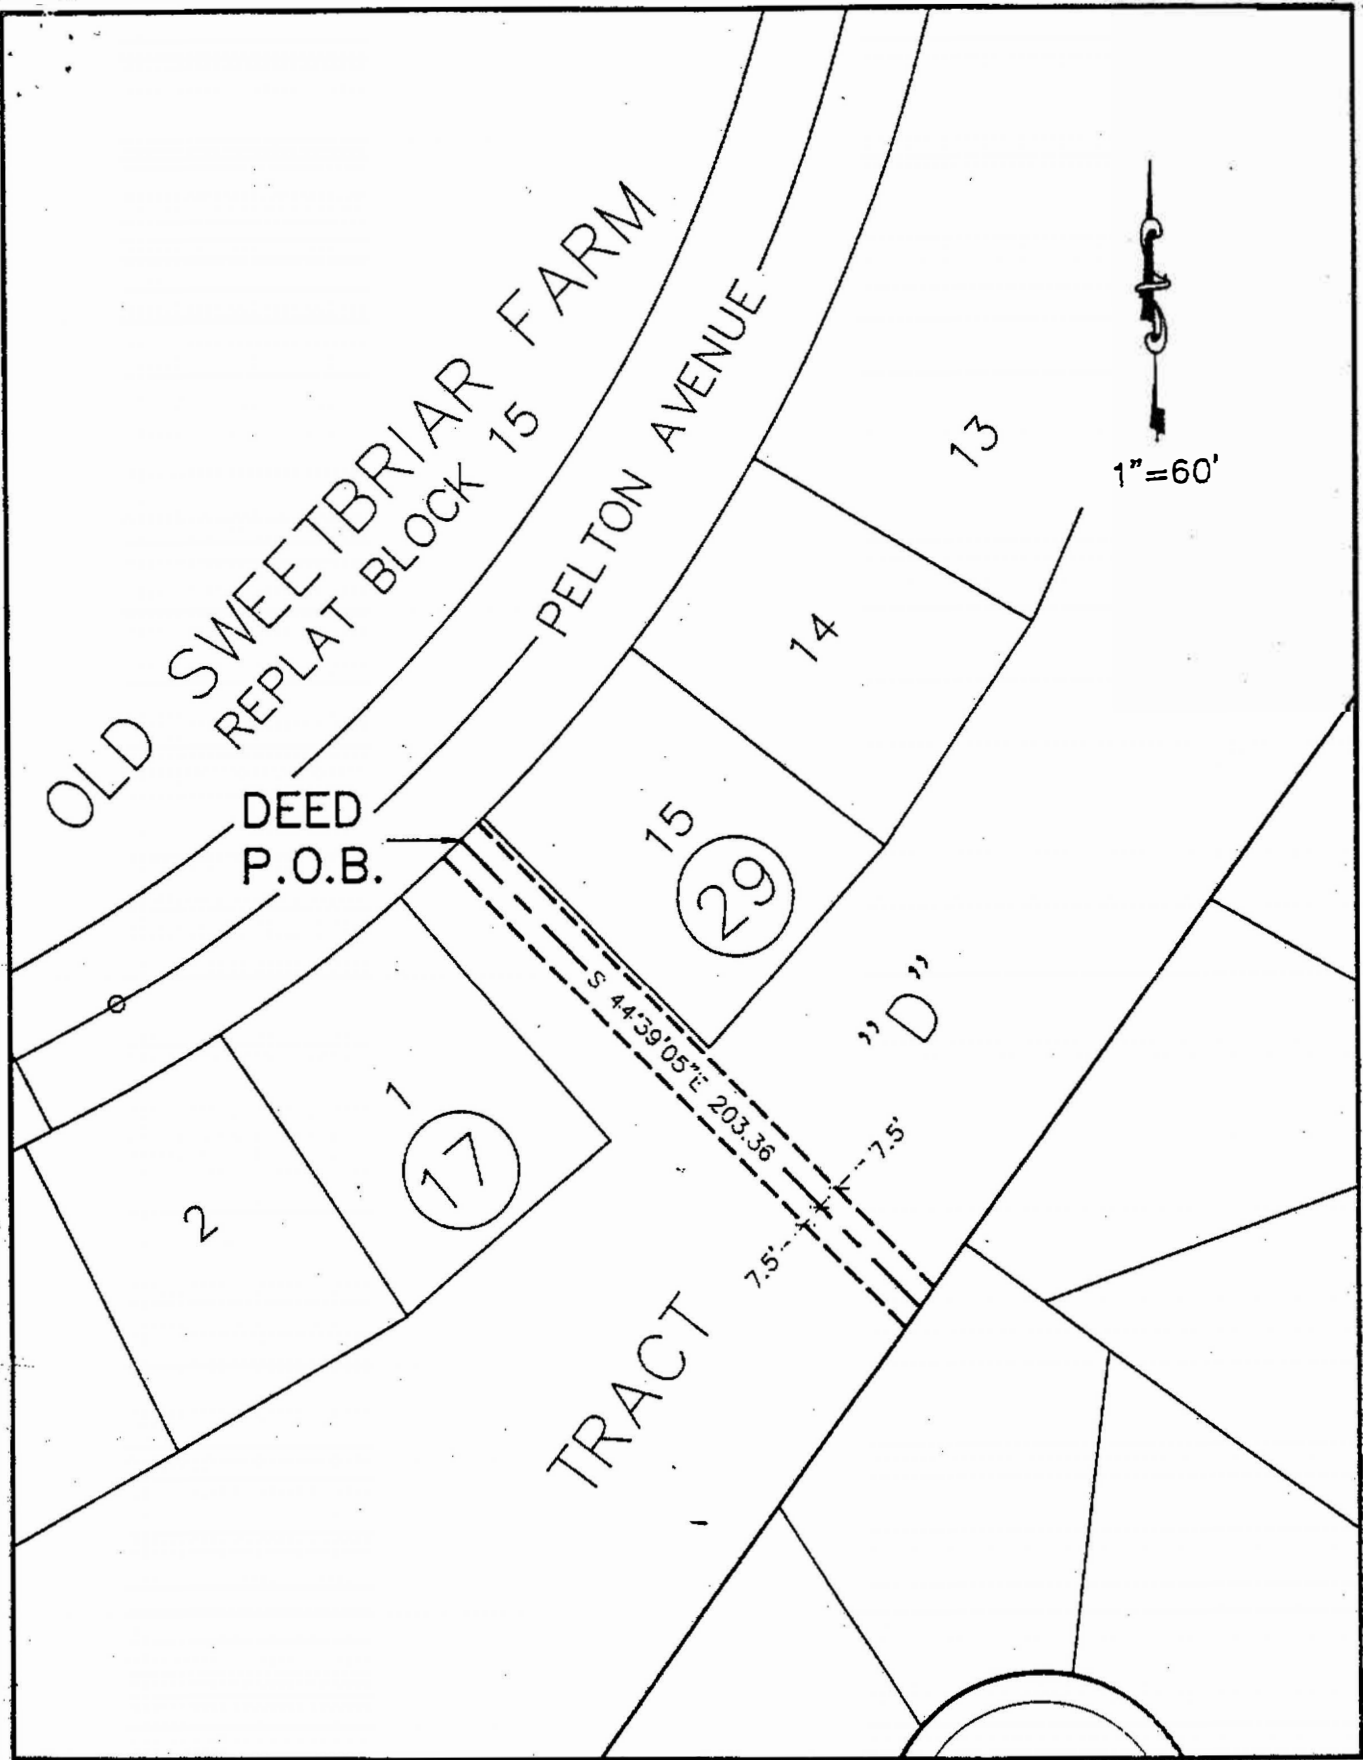 OLD SWEETBRIAR FARM
REPLAT BLOCK 15
PELTON AVENUE
1"=60'
13
14
15
29
DEED
P.O.B.
S 44°39'05"E 203.36
7.5'
7.5'
1
17
2
TRACT "D"